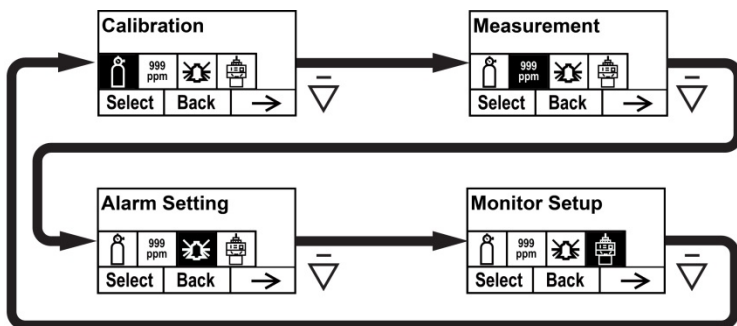 Calibration
999
ppm
Select Back →
Measurement
999
ppm
Select Back →
Alarm Setting
999
ppm
Select Back →
Monitor Setup
999
ppm
Select Back →